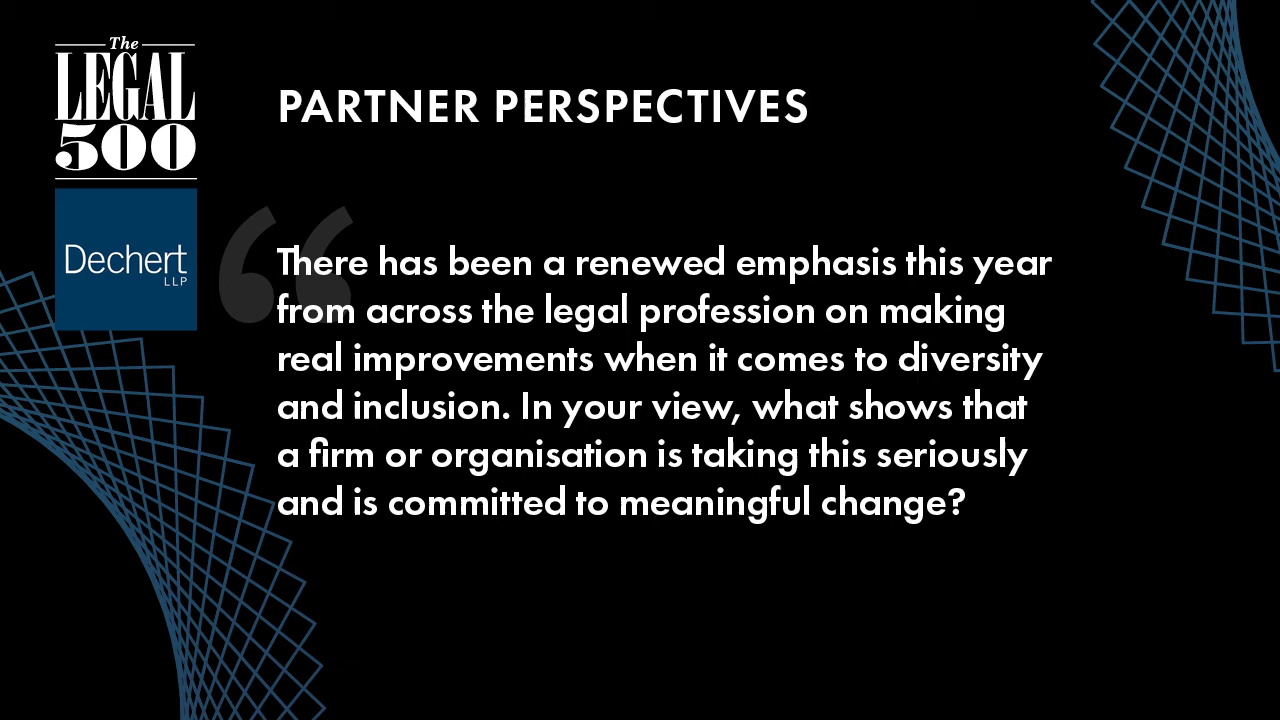 The
LEGAL
500
Dechert
LLP
PARTNER PERSPECTIVES
“
There has been a renewed emphasis this year
from across the legal profession on making
real improvements when it comes to diversity
and inclusion. In your view, what shows that
a firm or organisation is taking this seriously
and is committed to meaningful change?